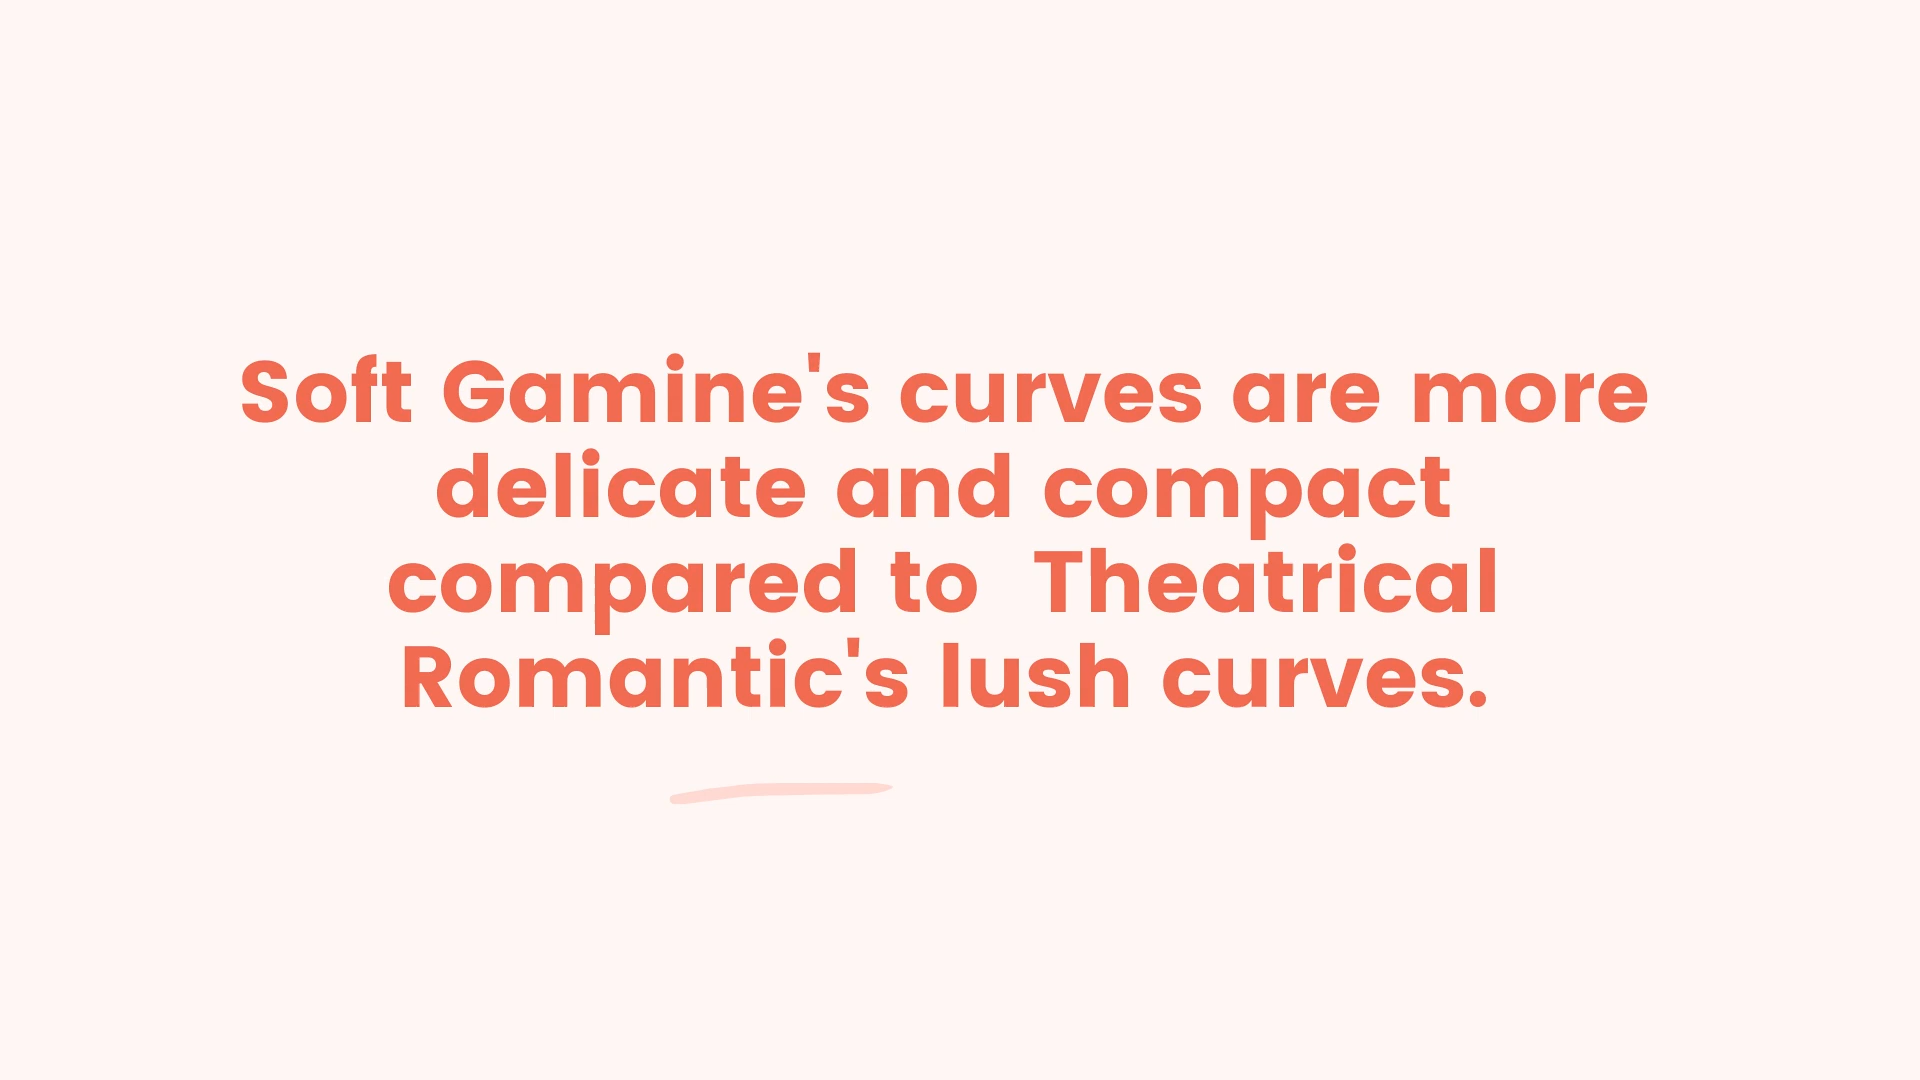 Soft Gamine's curves are more
delicate and compact
compared to  Theatrical
Romantic's lush curves.